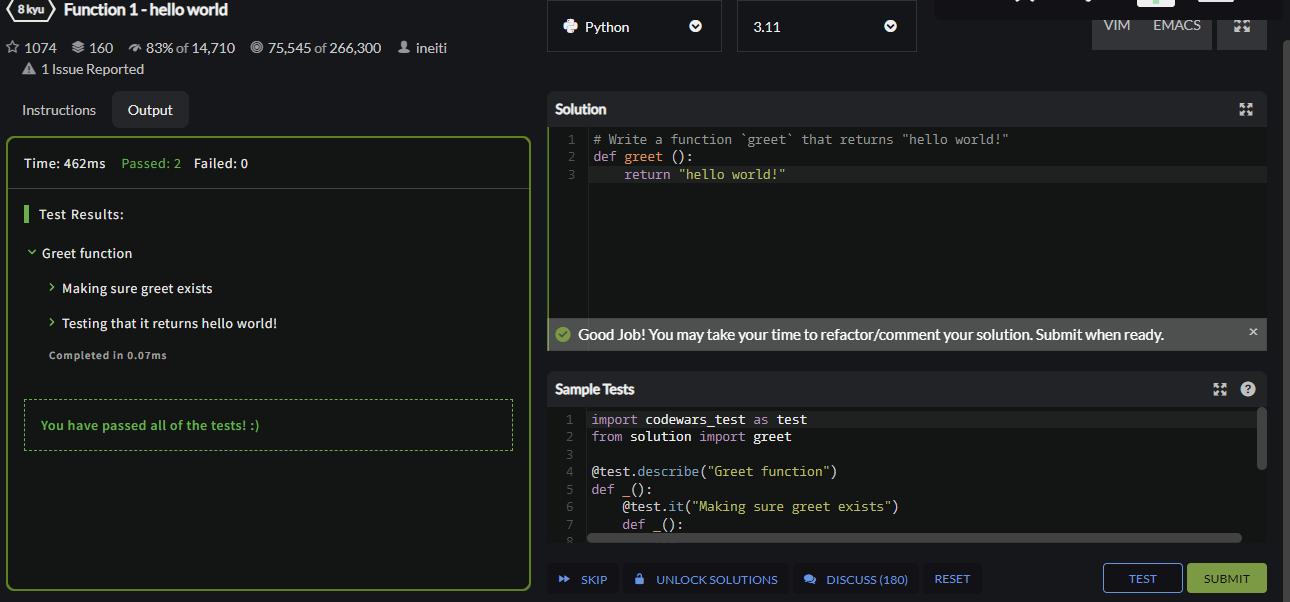 8 kyu Function 1 - hello world
1074 160 83% of 14,710 75,545 of 266,300 ineiti
1 Issue Reported
Instructions Output
Time: 462ms Passed: 2 Failed: 0
Test Results:
Greet function
Making sure greet exists
Testing that it returns hello world!
Completed in 0.07ms
You have passed all of the tests! :)
Python 3.11 VIM EMACS
Solution
1 # Write a function `greet` that returns "hello world!"
2 def greet ():
3 return "hello world!"
Good Job! You may take your time to refactor/comment your solution. Submit when ready. ×
Sample Tests ?
1 import codewars_test as test
2 from solution import greet
3
4 @test.describe("Greet function")
5 def _():
6 @test.it("Making sure greet exists")
7 def _():
8
SKIP UNLOCK SOLUTIONS DISCUSS (180) RESET TEST SUBMIT